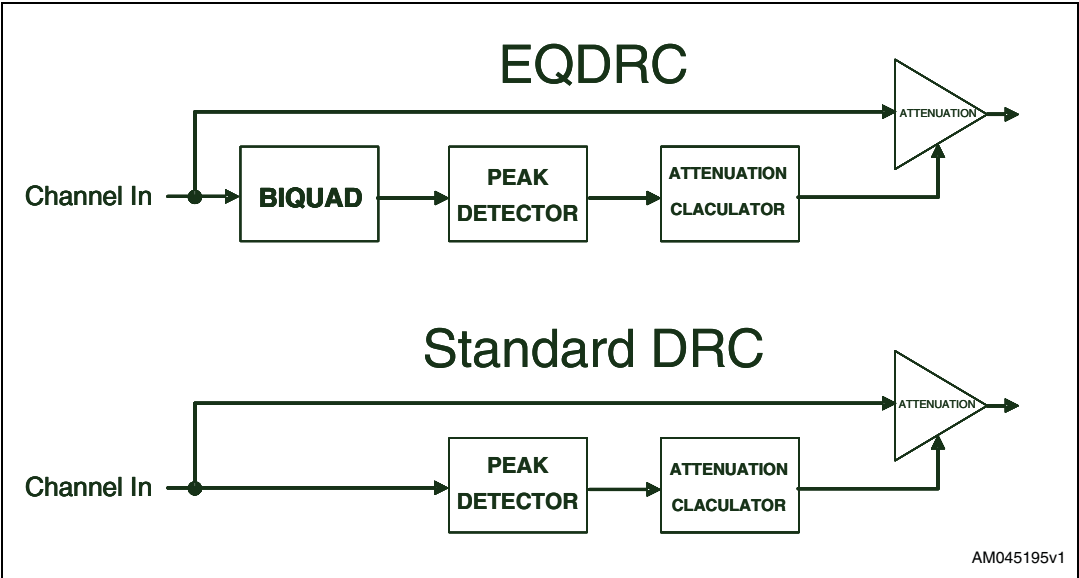 EQDRC
ATTENUATION
Channel In
BIQUAD
PEAK
DETECTOR
ATTENUATION
CLACULATOR
Standard DRC
ATTENUATION
Channel In
PEAK
DETECTOR
ATTENUATION
CLACULATOR
AM045195v1